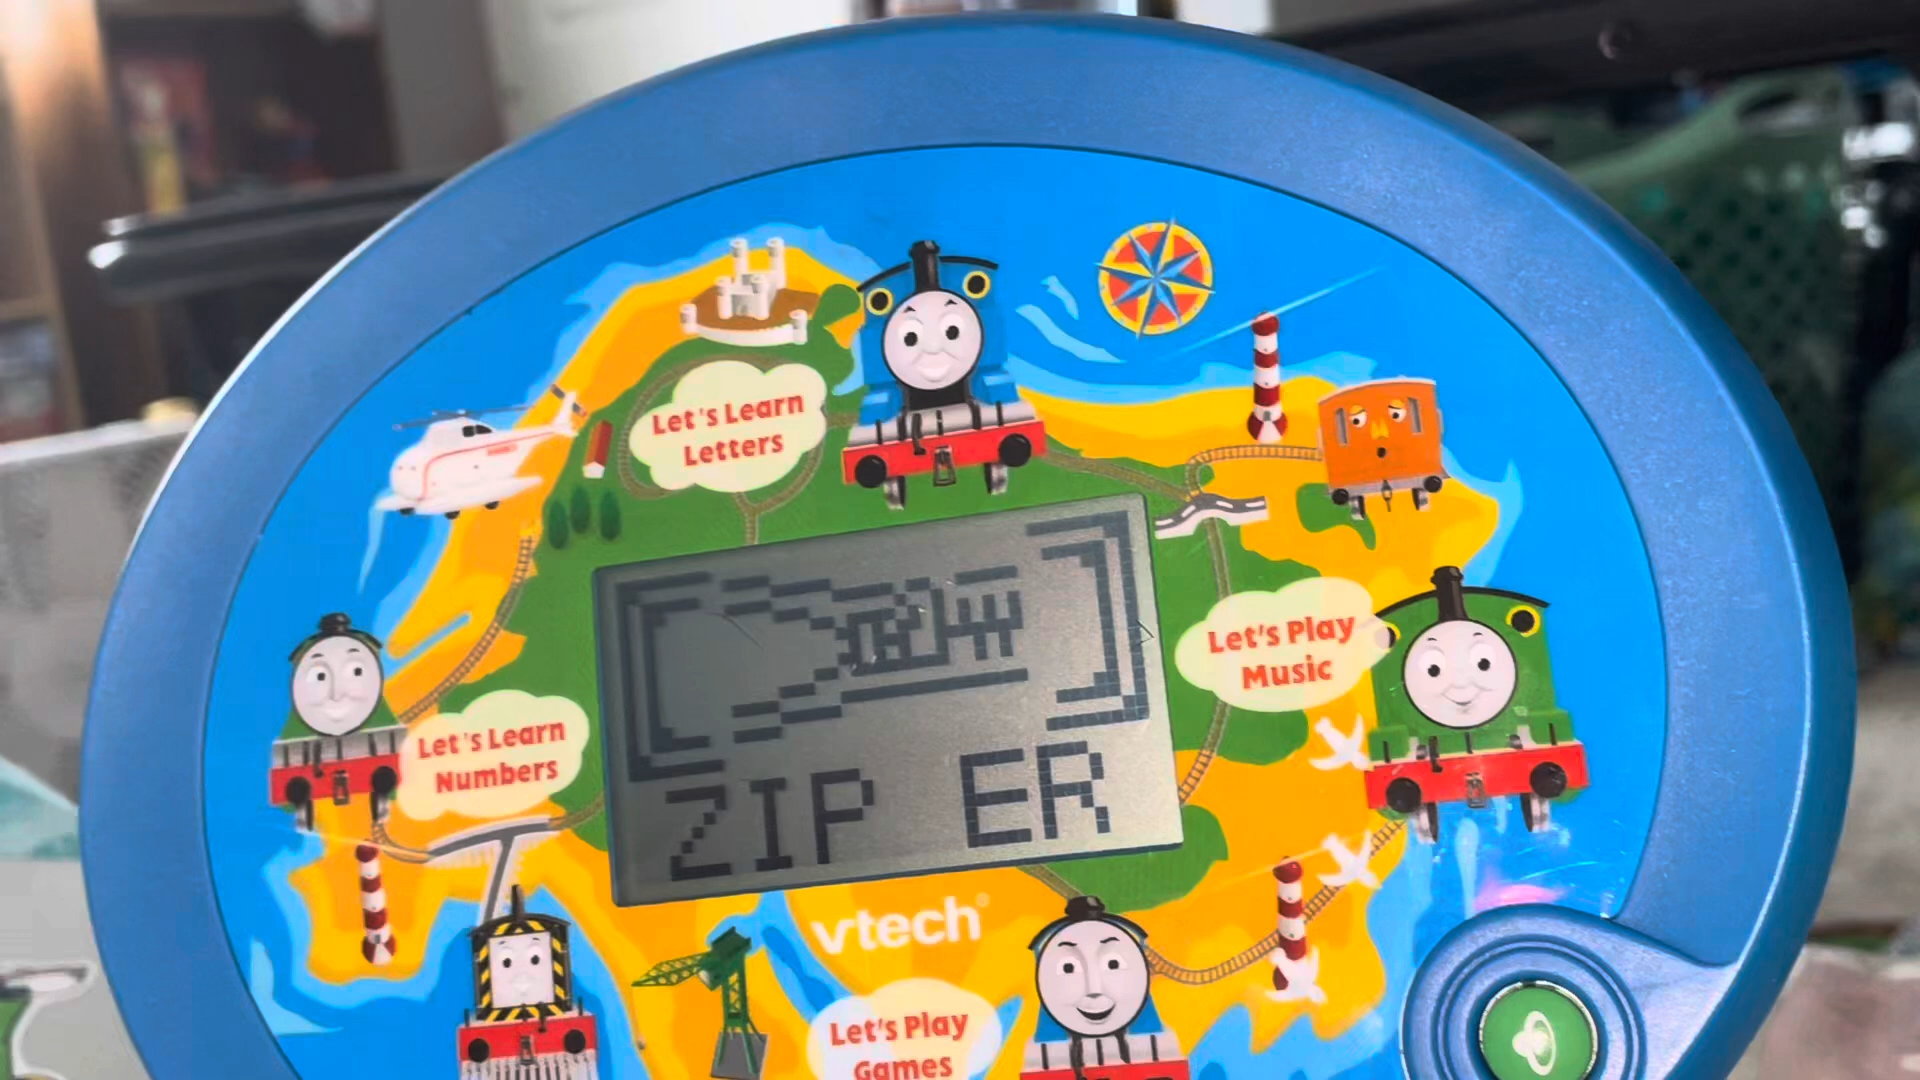 Let's Learn
Letters
Let's Play
Music
Let's Learn
Numbers
ZIP ER
vtech®
Let's Play
Games